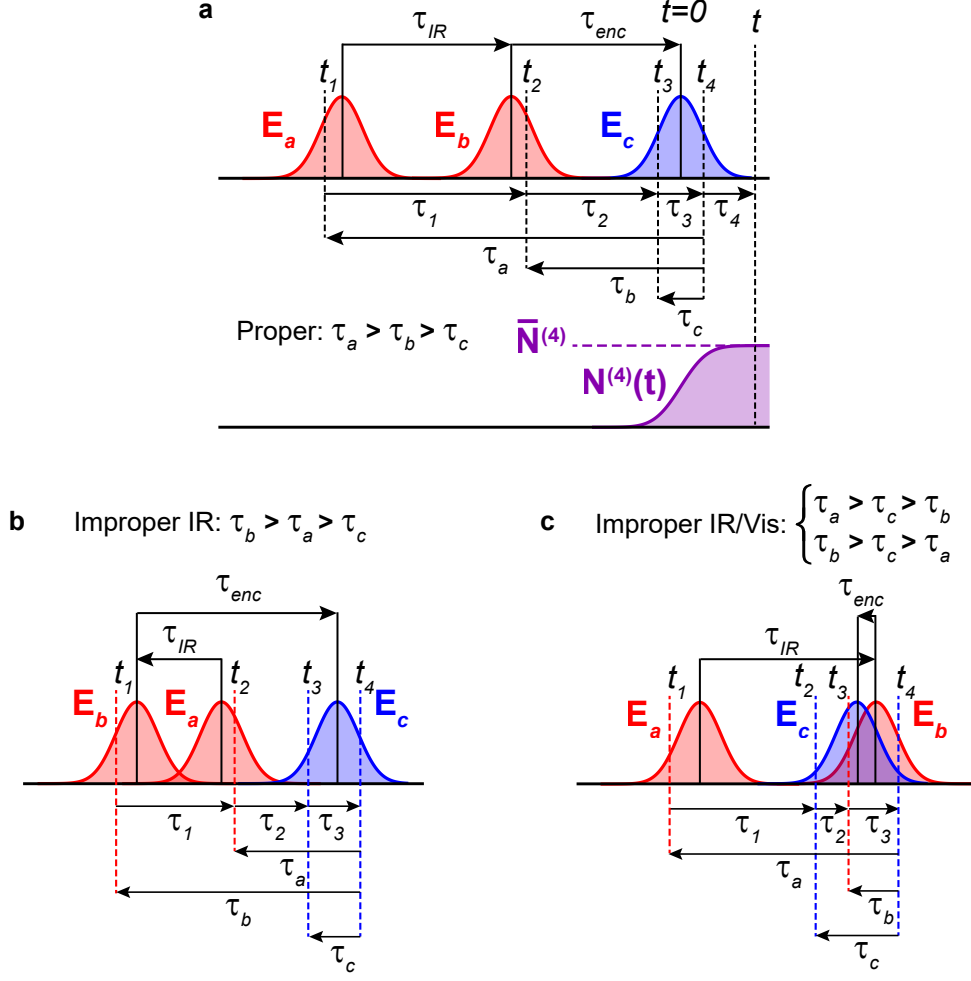 a
t=0
t
τ_IR
τ_enc
t_1
t_2
t_3
t_4
E_a
E_b
E_c
τ_1
τ_2
τ_3
τ_4
τ_a
τ_b
τ_c
Proper: τ_a > τ_b > τ_c
N̄^(4)
N^(4)(t)
b
Improper IR: τ_b > τ_a > τ_c
τ_enc
τ_IR
t_1
t_2
t_3
t_4
E_b
E_a
E_c
τ_1
τ_2
τ_3
τ_a
τ_b
τ_c
c
Improper IR/Vis:
τ_a > τ_c > τ_b
τ_b > τ_c > τ_a
τ_enc
τ_IR
t_1
t_2
t_3
t_4
E_a
E_c
E_b
τ_1
τ_2
τ_3
τ_a
τ_b
τ_c